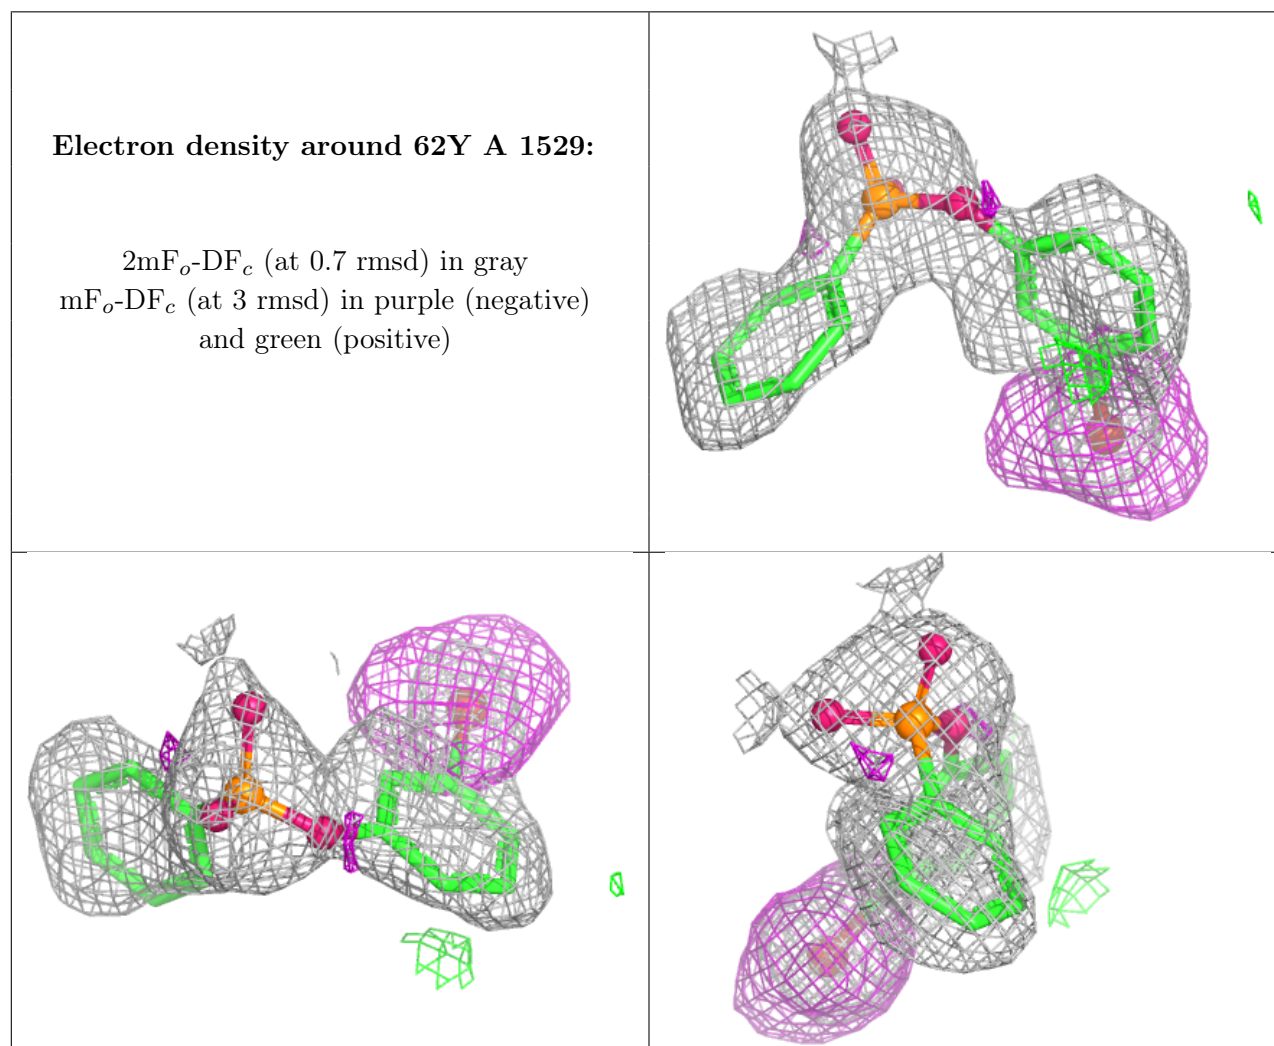 Electron density around 62Y A 1529:
2mFo-DFc (at 0.7 rmsd) in gray
mFo-DFc (at 3 rmsd) in purple (negative)
and green (positive)